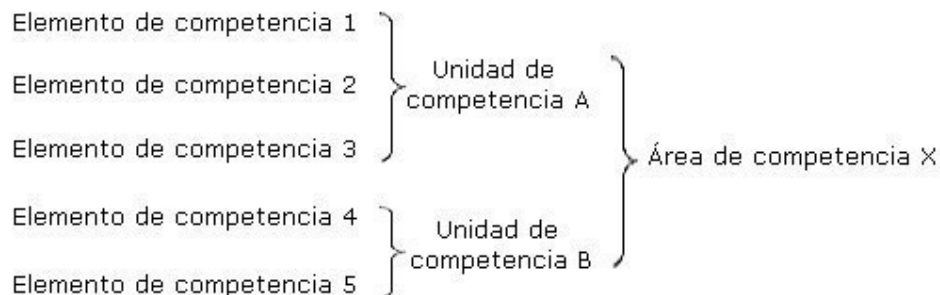 Elemento de competencia 1
Elemento de competencia 2
Elemento de competencia 3
Unidad de
competencia A
Elemento de competencia 4
Elemento de competencia 5
Unidad de
competencia B
Área de competencia X